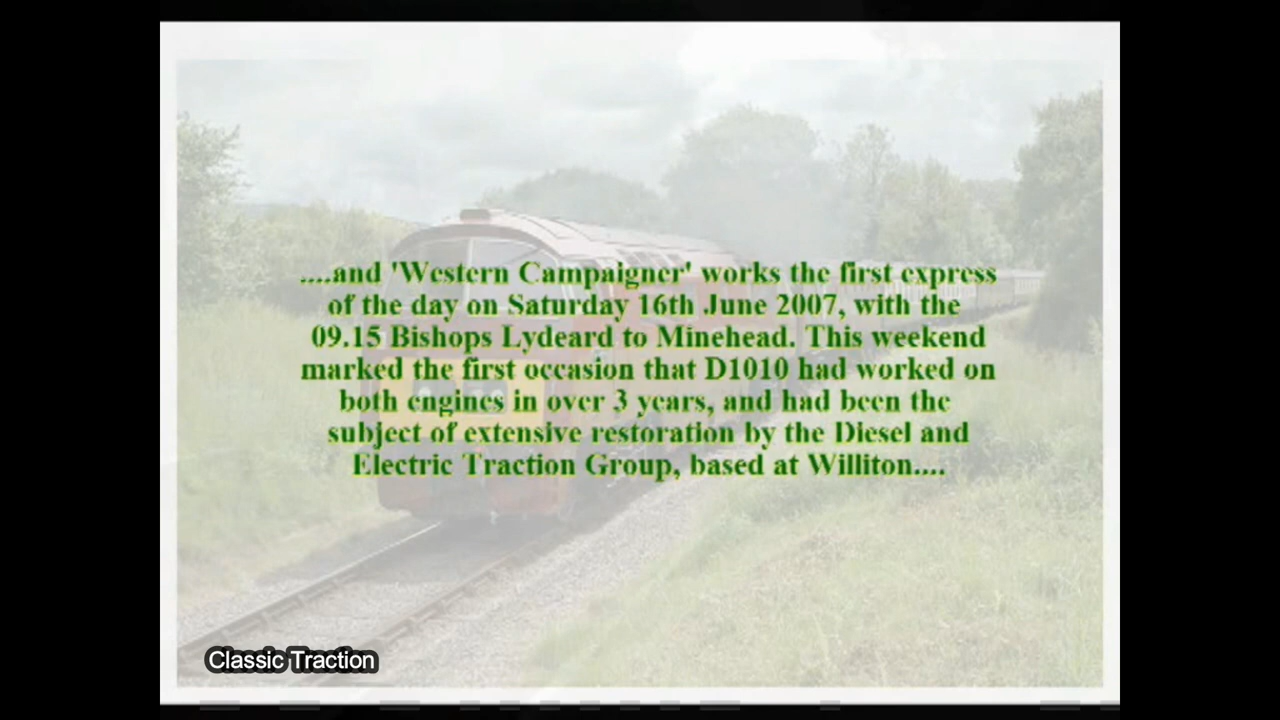 ....and 'Western Campaigner' works the first express
of the day on Saturday 16th June 2007, with the
09.15 Bishops Lydeard to Minehead. This weekend
marked the first occasion that D1010 had worked on
both engines in over 3 years, and had been the
subject of extensive restoration by the Diesel and
Electric Traction Group, based at Williton....
Classic Traction